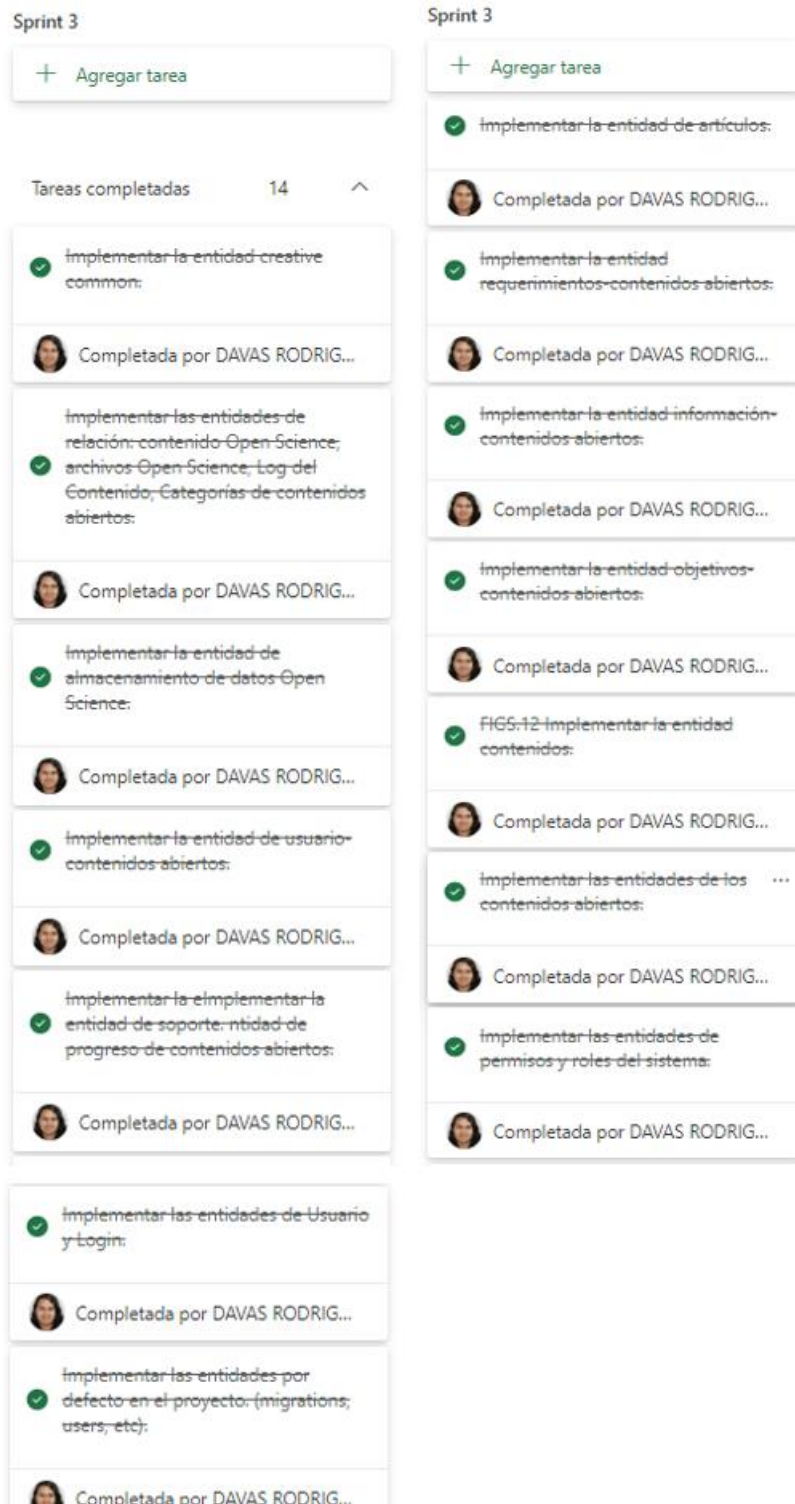 Sprint 3
+ Agregar tarea
Tareas completadas 14
Implementar la entidad creative
common.
Completada por DAVAS RODRIG...
Implementar las entidades de
relación: contenido Open Science,
archivos Open Science, Log del
Contenido, Categorías de contenidos
abiertos.
Completada por DAVAS RODRIG...
Implementar la entidad de
almacenamiento de datos Open
Science.
Completada por DAVAS RODRIG...
Implementar la entidad de usuario-
contenidos abiertos.
Completada por DAVAS RODRIG...
Implementar la eImplementar la
entidad de soporte. ntidad de
progreso de contenidos abiertos.
Completada por DAVAS RODRIG...
Sprint 3
+ Agregar tarea
Implementar la entidad de artículos.
Completada por DAVAS RODRIG...
Implementar la entidad
requerimientos-contenidos abiertos.
Completada por DAVAS RODRIG...
Implementar la entidad información-
contenidos abiertos.
Completada por DAVAS RODRIG...
Implementar la entidad objetivos-
contenidos abiertos.
Completada por DAVAS RODRIG...
FIGS.12 Implementar la entidad
contenidos.
Completada por DAVAS RODRIG...
Implementar las entidades de los ...
contenidos abiertos.
Completada por DAVAS RODRIG...
Implementar las entidades de
permisos y roles del sistema.
Completada por DAVAS RODRIG...
Implementar las entidades de Usuario
y Login.
Completada por DAVAS RODRIG...
Implementar las entidades por
defecto en el proyecto. (migrations,
users, etc).
Completada por DAVAS RODRIG...